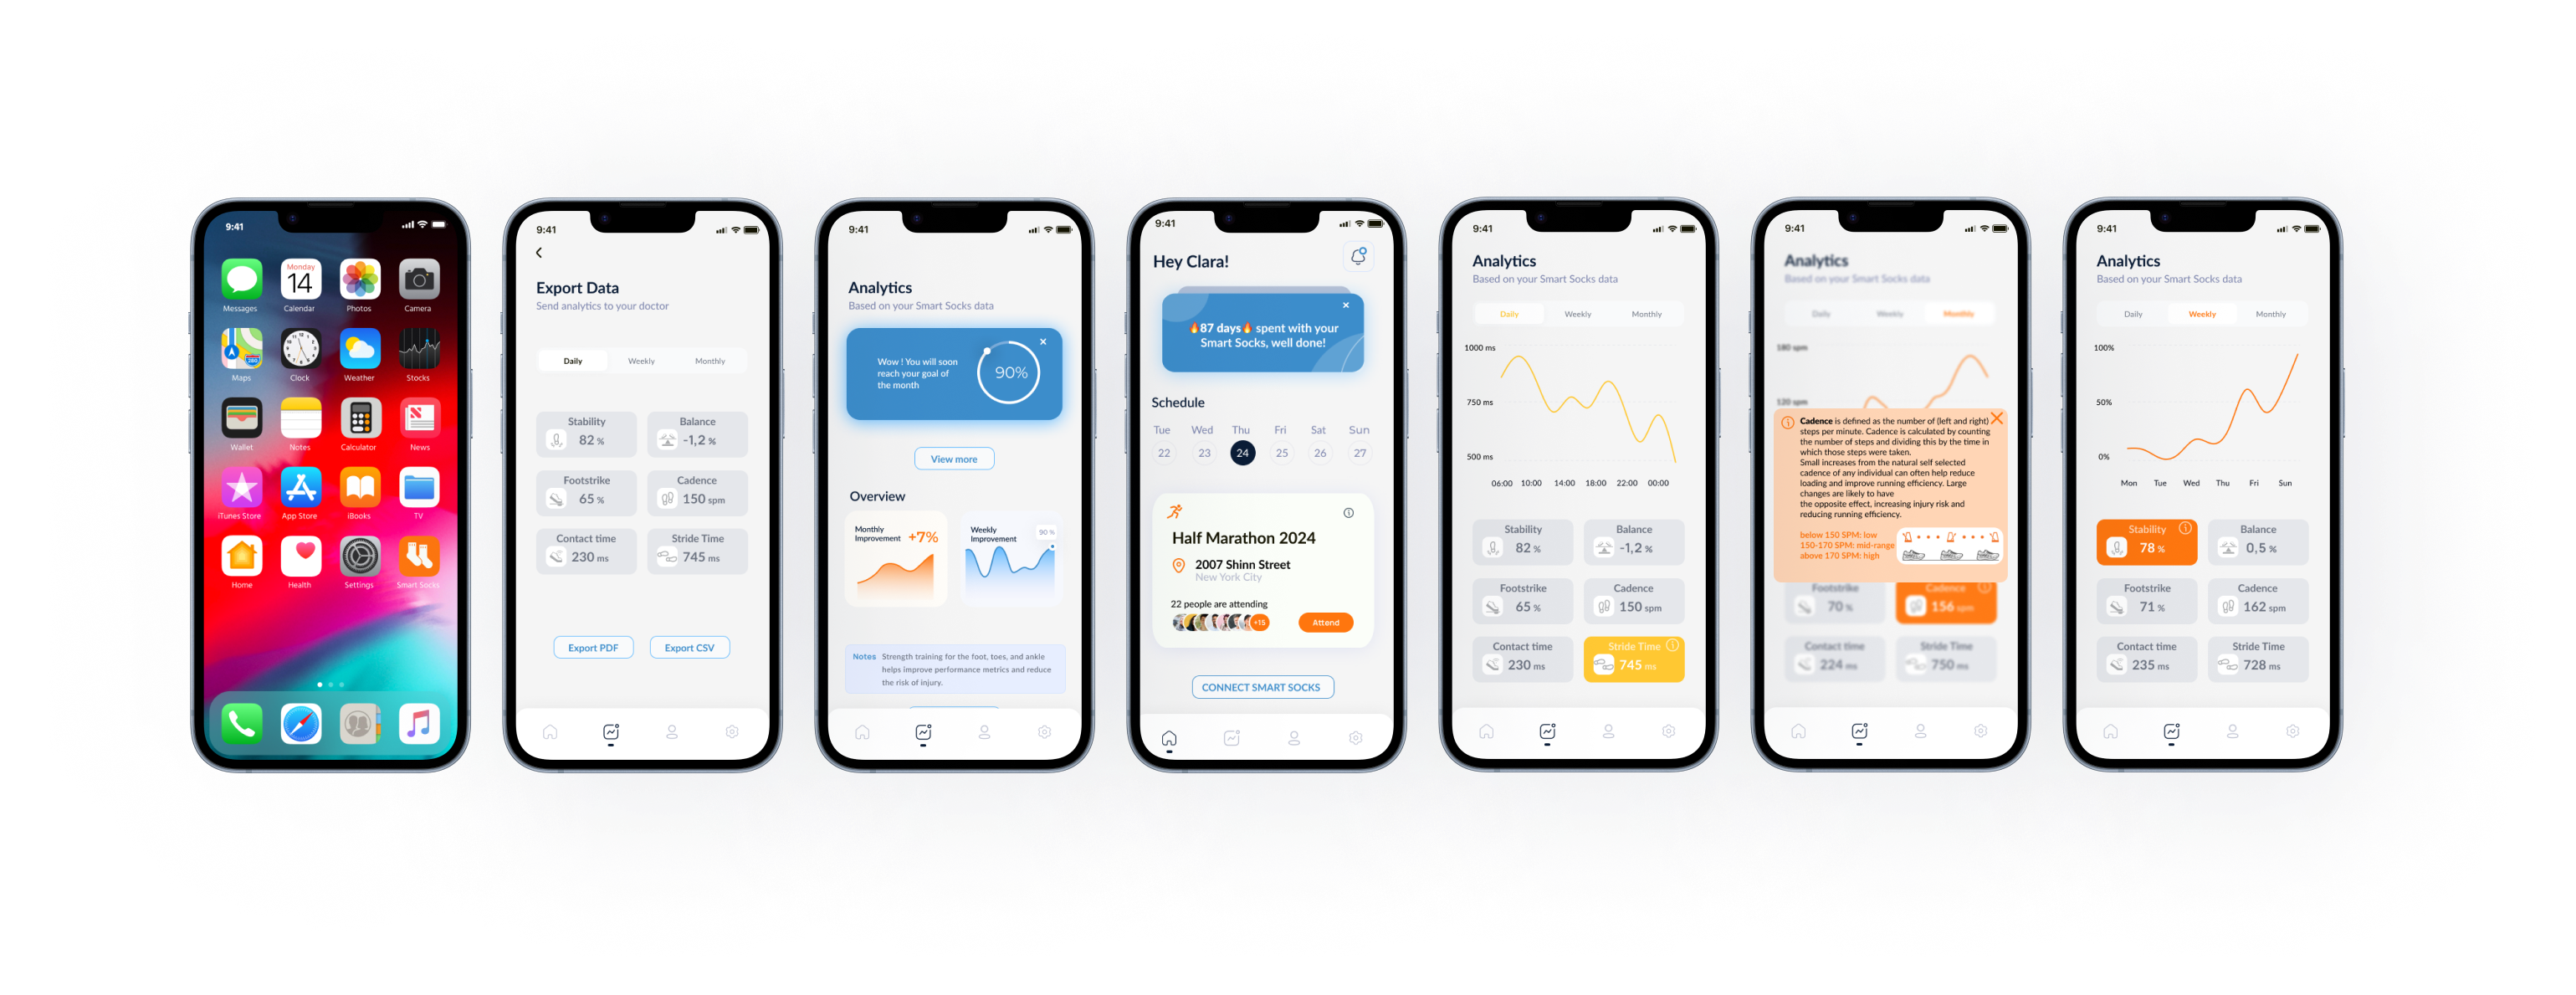 9:41
Monday
14
Messages
Calendar
Photos
Camera
280
Maps
Clock
Weather
Stocks
Wallet
Notes
Calculator
News
iTunes Store
App Store
iBooks
TV
Home
Health
Settings
Smart Socks
9:41
Export Data
Send analytics to your doctor
Daily
Weekly
Monthly
Stability
82 %
Balance
-1,2 %
Footstrike
65 %
Cadence
150 spm
Contact time
230 ms
Stride Time
745 ms
Export PDF
Export CSV
9:41
Analytics
Based on your Smart Socks data
Wow ! You will soon
reach your goal of
the month
90%
View more
Overview
Monthly
Improvement
+7%
Weekly
Improvement
90 %
Notes
Strength training for the foot, toes, and ankle
helps improve performance metrics and reduce
the risk of injury.
9:41
Hey Clara!
🔥87 days🔥 spent with your
Smart Socks, well done!
Schedule
Tue
Wed
Thu
Fri
Sat
Sun
22
23
24
25
26
27
Half Marathon 2024
2007 Shinn Street
New York City
22 people are attending
+15
Attend
CONNECT SMART SOCKS
9:41
Analytics
Based on your Smart Socks data
Daily
Weekly
Monthly
1000 ms
750 ms
500 ms
06:00
10:00
14:00
18:00
22:00
00:00
Stability
82 %
Balance
-1,2 %
Footstrike
65 %
Cadence
150 spm
Contact time
230 ms
Stride Time
745 ms
9:41
Analytics
Based on your Smart Socks data
Daily
Weekly
Monthly
180 spm
120 spm
Cadence is defined as the number of (left and right)
steps per minute. Cadence is calculated by counting
the number of steps and dividing this by the time in
which those steps were taken.
Small increases from the natural self selected
cadence of any individual can often help reduce
loading and improve running efficiency. Large
changes are likely to have
the opposite effect, increasing injury risk and
reducing running efficiency.
below 150 SPM: low
150-170 SPM: mid-range
above 170 SPM: high
Footstrike
70 %
Cadence
156 spm
Contact time
224 ms
Stride Time
750 ms
9:41
Analytics
Based on your Smart Socks data
Daily
Weekly
Monthly
100%
50%
0%
Mon
Tue
Wed
Thu
Fri
Sun
Stability
78 %
Balance
0,5 %
Footstrike
71 %
Cadence
162 spm
Contact time
235 ms
Stride Time
728 ms